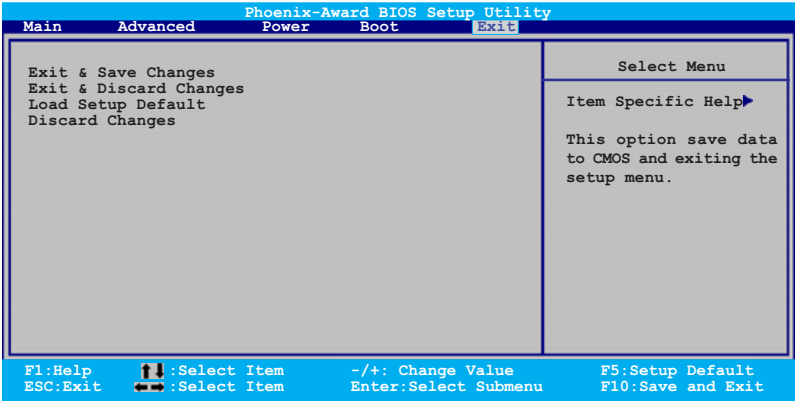 Phoenix-Award BIOS Setup Utility
Main Advanced Power Boot Exit
Exit & Save Changes
Exit & Discard Changes
Load Setup Default
Discard Changes
Select Menu
Item Specific Help
This option save data
to CMOS and exiting the
setup menu.
F1:Help :Select Item -/+: Change Value F5:Setup Default
ESC:Exit :Select Item Enter:Select Submenu F10:Save and Exit